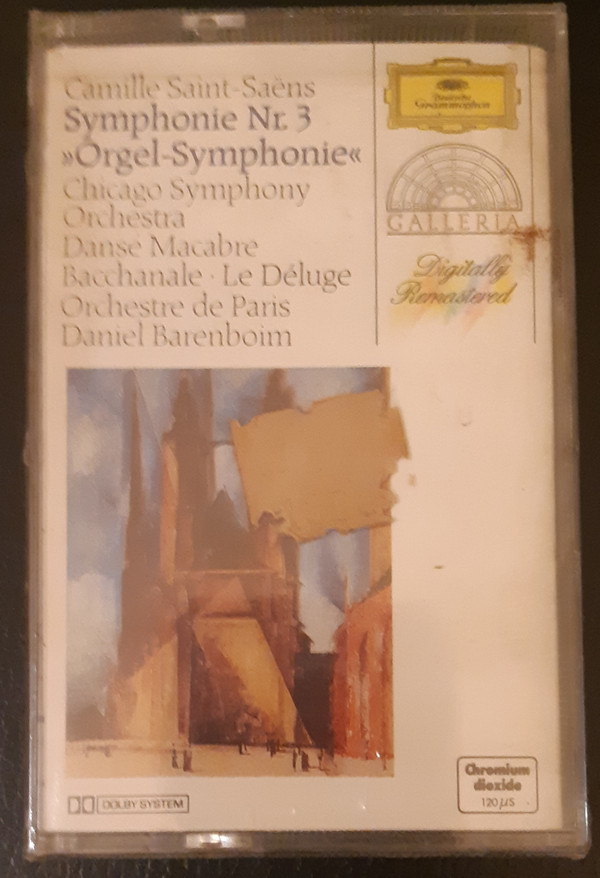 Camille Saint-Saëns
Symphonie Nr. 3
»Orgel-Symphonie«
Chicago Symphony
Orchestra
Danse Macabre
Bacchanale · Le Déluge
Orchestre de Paris
Daniel Barenboim
Deutsche
Grammophon
GALLERIA
Digitally
Remastered
DOLBY SYSTEM
Chromium
dioxide
120 µS